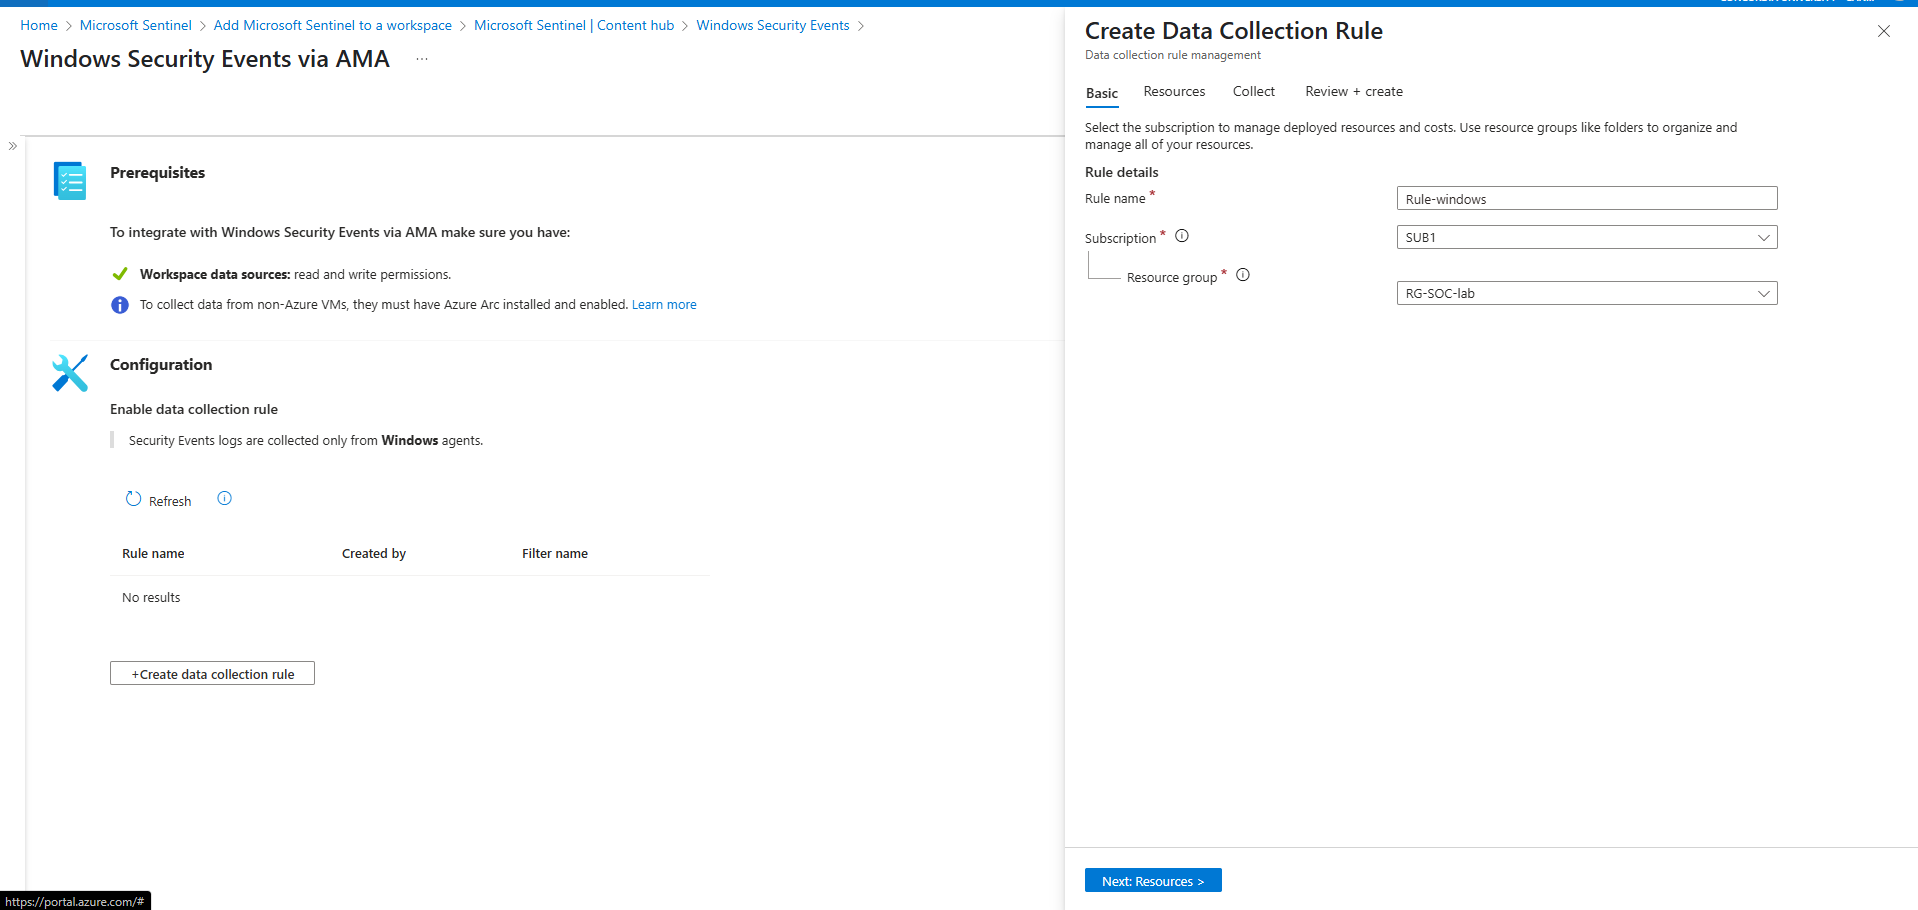 Home > Microsoft Sentinel > Add Microsoft Sentinel to a workspace > Microsoft Sentinel | Content hub > Windows Security Events >
Windows Security Events via AMA ...
Prerequisites
To integrate with Windows Security Events via AMA make sure you have:
Workspace data sources: read and write permissions.
To collect data from non-Azure VMs, they must have Azure Arc installed and enabled. Learn more
Configuration
Enable data collection rule
Security Events logs are collected only from Windows agents.
Refresh
Rule name Created by Filter name
No results
+Create data collection rule
https://portal.azure.com/#
Create Data Collection Rule
Data collection rule management
Basic Resources Collect Review + create
Select the subscription to manage deployed resources and costs. Use resource groups like folders to organize and
manage all of your resources.
Rule details
Rule name * Rule-windows
Subscription * SUB1
Resource group *
RG-SOC-lab
Next: Resources >